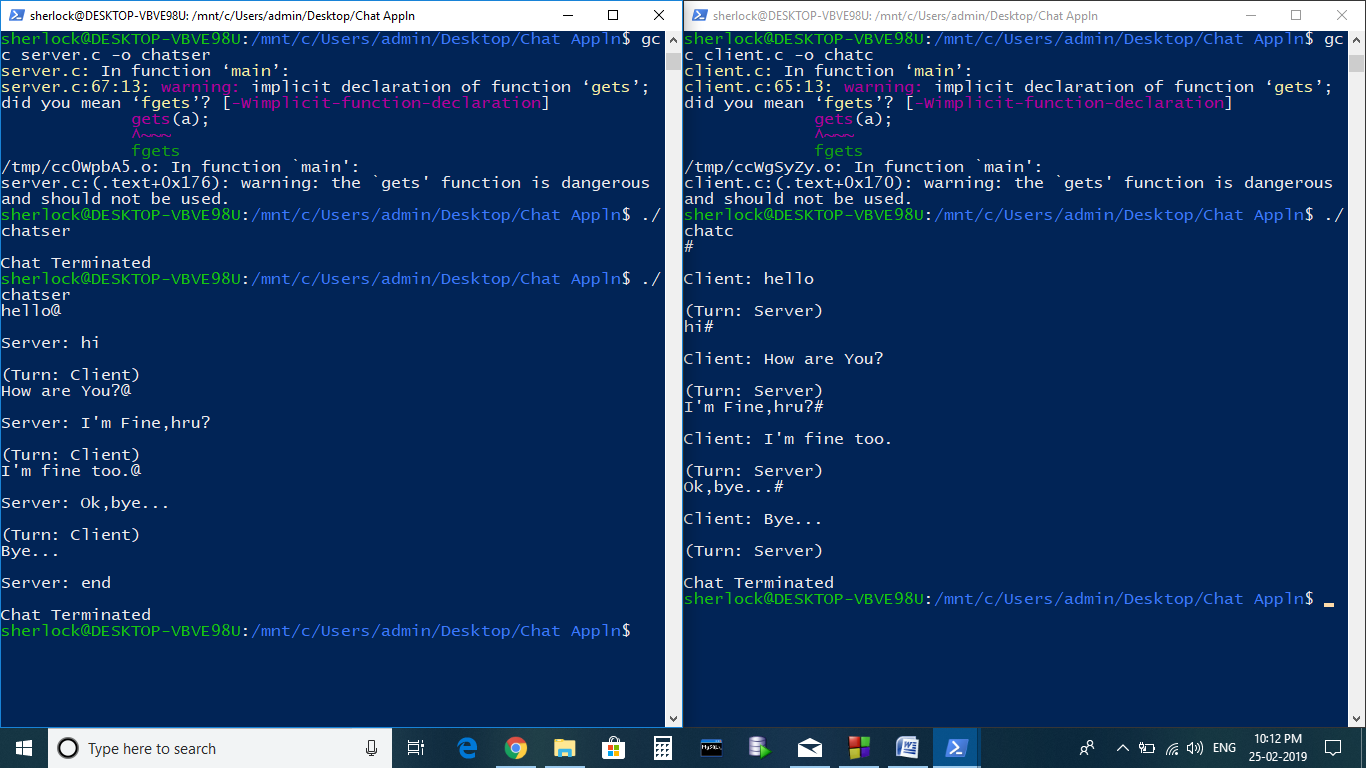 sherlock@DESKTOP-VBVE98U: /mnt/c/Users/admin/Desktop/Chat Appln
sherlock@DESKTOP-VBVE98U:/mnt/c/Users/admin/Desktop/Chat Appln$ gc
c server.c -o chatser
server.c: In function ‘main’:
server.c:67:13: warning: implicit declaration of function ‘gets’;
did you mean ‘fgets’? [-Wimplicit-function-declaration]
gets(a);
^~~~
fgets
/tmp/ccOWpbA5.o: In function `main':
server.c:(.text+0x176): warning: the `gets' function is dangerous
and should not be used.
sherlock@DESKTOP-VBVE98U:/mnt/c/Users/admin/Desktop/Chat Appln$ ./
chatser
Chat Terminated
sherlock@DESKTOP-VBVE98U:/mnt/c/Users/admin/Desktop/Chat Appln$ ./
chatser
hello@
Server: hi
(Turn: Client)
How are You?@
Server: I'm Fine,hru?
(Turn: Client)
I'm fine too.@
Server: Ok,bye...
(Turn: Client)
Bye...
Server: end
Chat Terminated
sherlock@DESKTOP-VBVE98U:/mnt/c/Users/admin/Desktop/Chat Appln$
sherlock@DESKTOP-VBVE98U: /mnt/c/Users/admin/Desktop/Chat Appln
sherlock@DESKTOP-VBVE98U:/mnt/c/Users/admin/Desktop/Chat Appln$ gc
c client.c -o chatc
client.c: In function ‘main’:
client.c:65:13: warning: implicit declaration of function ‘gets’;
did you mean ‘fgets’? [-Wimplicit-function-declaration]
gets(a);
^~~~
fgets
/tmp/ccWgSyZy.o: In function `main':
client.c:(.text+0x170): warning: the `gets' function is dangerous
and should not be used.
sherlock@DESKTOP-VBVE98U:/mnt/c/Users/admin/Desktop/Chat Appln$ ./
chatc
#
Client: hello
(Turn: Server)
hi#
Client: How are You?
(Turn: Server)
I'm Fine,hru?#
Client: I'm fine too.
(Turn: Server)
Ok,bye...#
Client: Bye...
(Turn: Server)
Chat Terminated
sherlock@DESKTOP-VBVE98U:/mnt/c/Users/admin/Desktop/Chat Appln$ _
Type here to search
MySQL
ENG
10:12 PM
25-02-2019